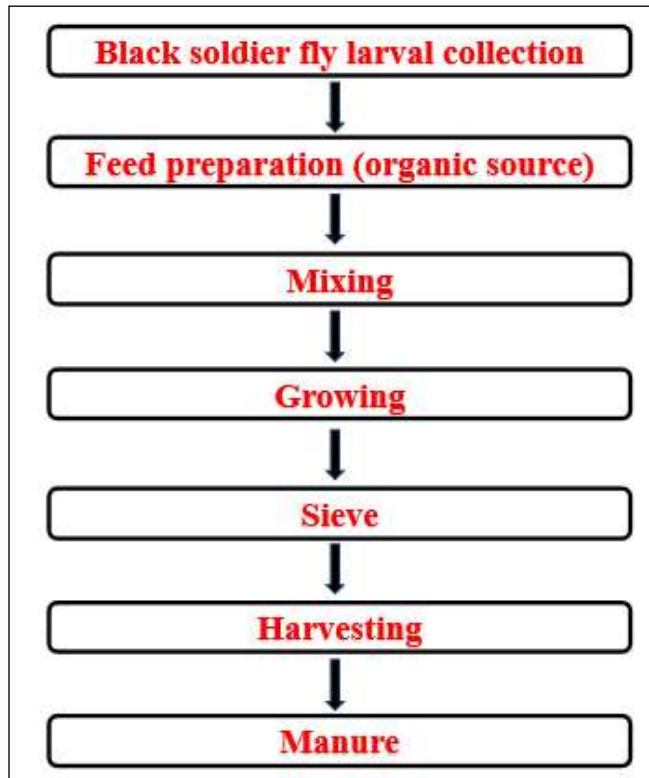 Black soldier fly larval collection
Feed preparation (organic source)
Mixing
Growing
Sieve
Harvesting
Manure